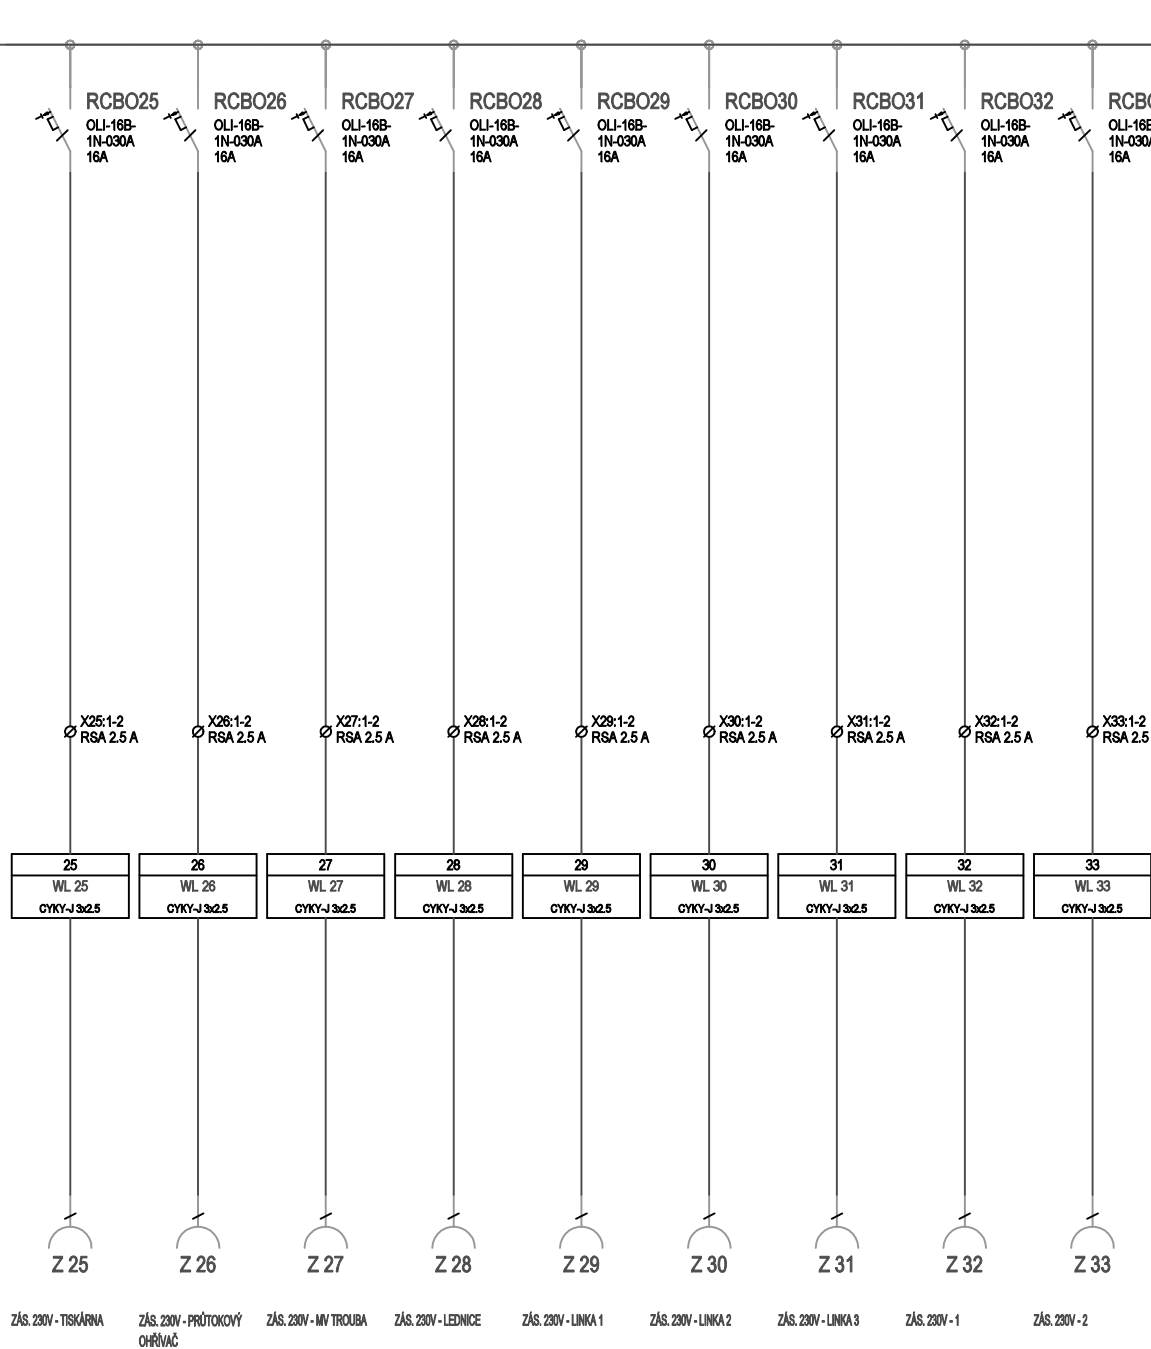 RCBO25 RCBO26 RCBO27 RCBO28 RCBO29 RCBO30 RCBO31 RCBO32
OLI-16B- OLI-16B- OLI-16B- OLI-16B- OLI-16B- OLI-16B- OLI-16B- OLI-16B-
1N-030A 1N-030A 1N-030A 1N-030A 1N-030A 1N-030A 1N-030A 1N-030A
16A 16A 16A 16A 16A 16A 16A 16A 16A
X25:1-2 X26:1-2 X27:1-2 X28:1-2 X29:1-2 X30:1-2 X31:1-2 X32:1-2 X33:1-2
RSA 2.5 A RSA 2.5 A RSA 2.5 A RSA 2.5 A RSA 2.5 A RSA 2.5 A RSA 2.5 A RSA 2.5 A RSA 2.5
25 26 27 28 29 30 31 32 33
WL 25 WL 26 WL 27 WL 28 WL 29 WL 30 WL 31 WL 32 WL 33
CYKY-J 3x2.5 CYKY-J 3x2.5 CYKY-J 3x2.5 CYKY-J 3x2.5 CYKY-J 3x2.5 CYKY-J 3x2.5 CYKY-J 3x2.5 CYKY-J 3x2.5 CYKY-J 3x2.5
Z 25 Z 26 Z 27 Z 28 Z 29 Z 30 Z 31 Z 32 Z 33
ZÁS. 230V - TISKÁRNA ZÁS. 230V - PRŮTOKOVÝ ZÁS. 230V - MV TROUBA ZÁS. 230V - LEDNICE ZÁS. 230V - LINKA 1 ZÁS. 230V - LINKA 2 ZÁS. 230V - LINKA 3 ZÁS. 230V - 1 ZÁS. 230V - 2
OHŘÍVAČ